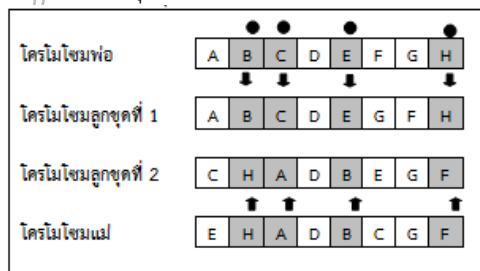 โครโมโซมพ่อ A B C D E F G H
โครโมโซมลูกชุดที่ 1 A B C D E G F H
โครโมโซมลูกชุดที่ 2 C H A D B E G F
โครโมโซมแม่ E H A D B C G F